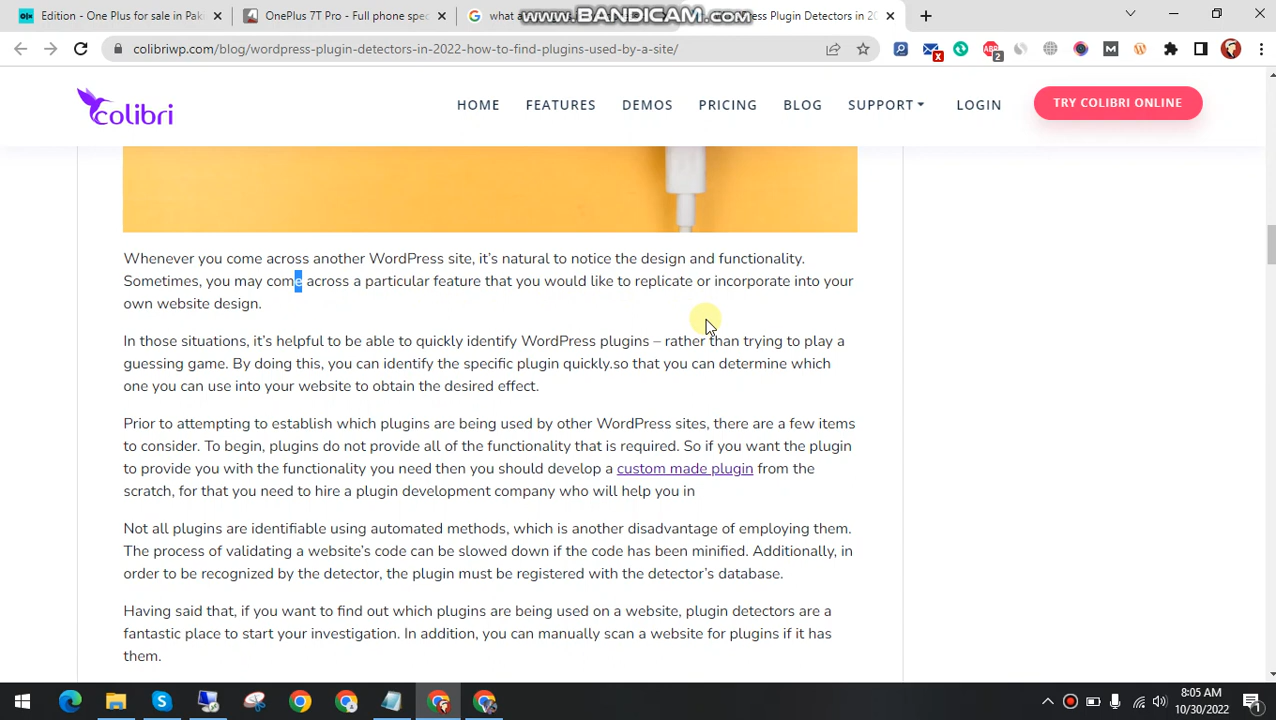 Edition - One Plus for sale in Pak
OnePlus 7T Pro - Full phone spec
what a
www.BANDICAM.com
ress Plugin Detectors in 20
colibriwp.com/blog/wordpress-plugin-detectors-in-2022-how-to-find-plugins-used-by-a-site/
colibri
HOME FEATURES DEMOS PRICING BLOG SUPPORT LOGIN TRY COLIBRI ONLINE
Whenever you come across another WordPress site, it's natural to notice the design and functionality.
Sometimes, you may come across a particular feature that you would like to replicate or incorporate into your
own website design.
In those situations, it's helpful to be able to quickly identify WordPress plugins – rather than trying to play a
guessing game. By doing this, you can identify the specific plugin quickly.so that you can determine which
one you can use into your website to obtain the desired effect.
Prior to attempting to establish which plugins are being used by other WordPress sites, there are a few items
to consider. To begin, plugins do not provide all of the functionality that is required. So if you want the plugin
to provide you with the functionality you need then you should develop a custom made plugin from the
scratch, for that you need to hire a plugin development company who will help you in
Not all plugins are identifiable using automated methods, which is another disadvantage of employing them.
The process of validating a website's code can be slowed down if the code has been minified. Additionally, in
order to be recognized by the detector, the plugin must be registered with the detector's database.
Having said that, if you want to find out which plugins are being used on a website, plugin detectors are a
fantastic place to start your investigation. In addition, you can manually scan a website for plugins if it has
them.
8:05 AM
10/30/2022